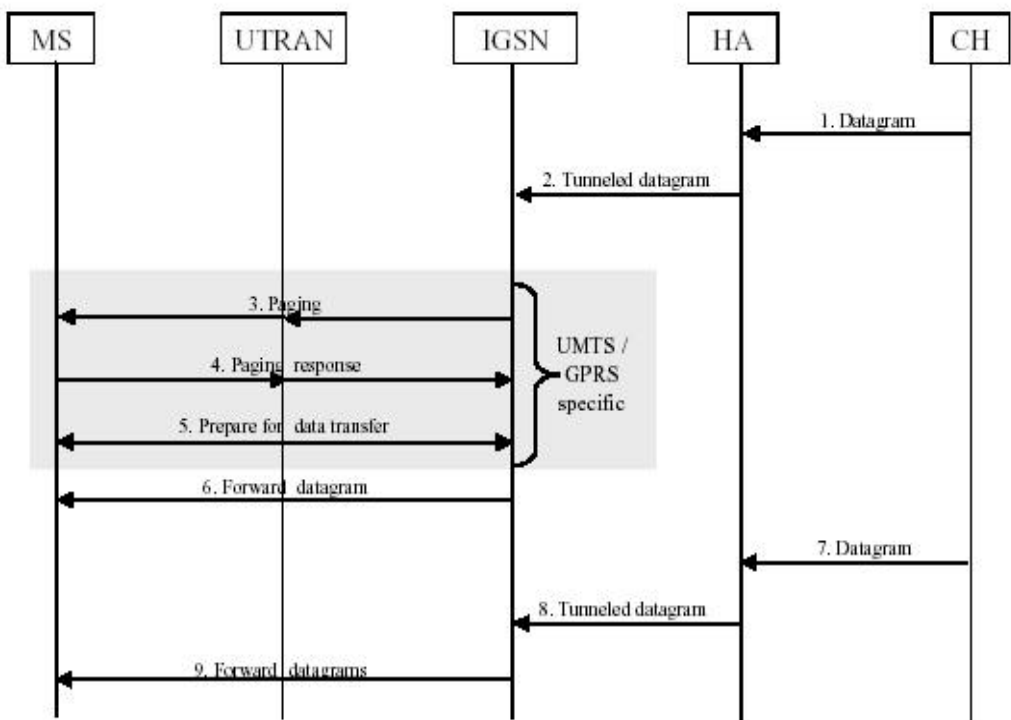 MS UTRAN IGSN HA CH
1. Datagram
2. Tunneled datagram
3. Paging
UMTS /
4. Paging response
GPRS
specific
5. Prepare for data transfer
6. Forward datagram
7. Datagram
8. Tunneled datagram
9. Forward datagrams